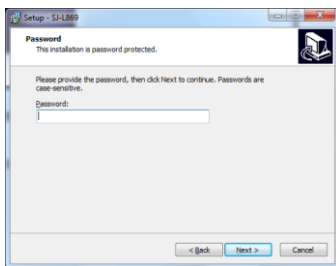 Setup - SJ-L869
Password
This installation is password protected.
Please provide the password, then click Next to continue. Passwords are
case-sensitive.
Password:
< Back
Next >
Cancel